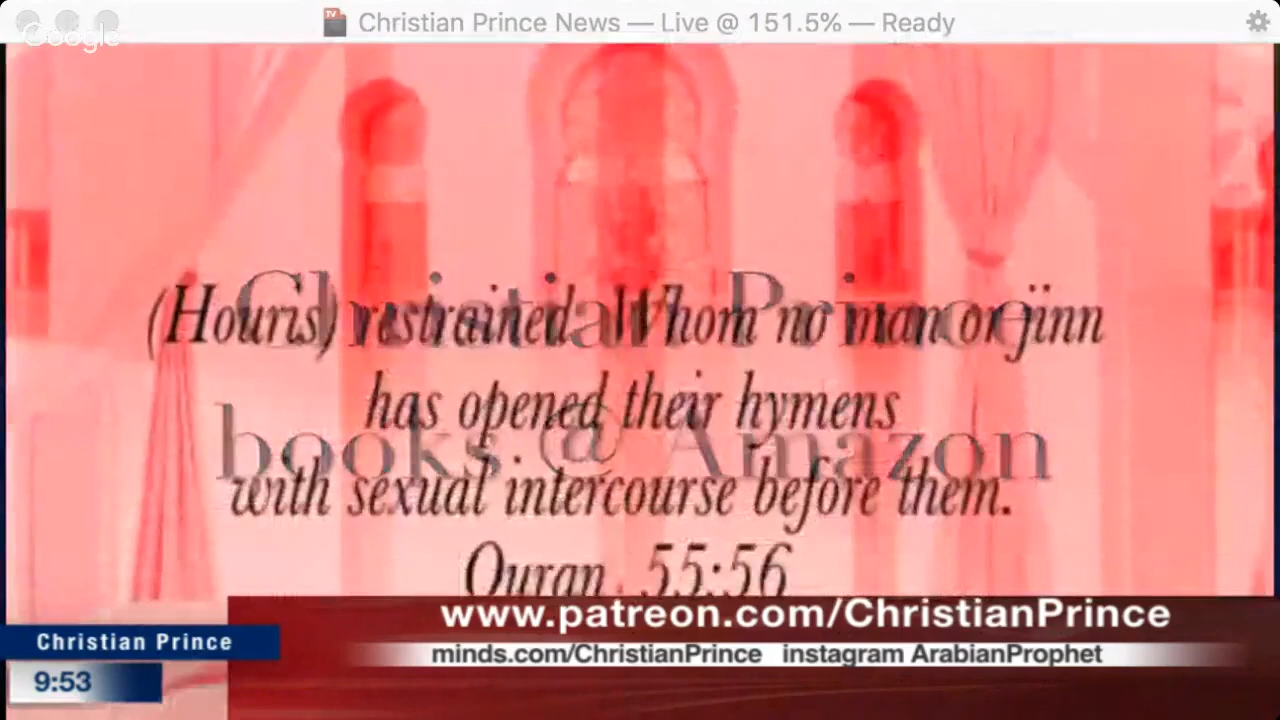 Christian Prince News — Live @ 151.5% — Ready
Google
Christian Prince
books @ Amazon
(Houris) restrained. Whom no man or jinn
has opened their hymens
with sexual intercourse before them.
Quran 55:56
www.patreon.com/ChristianPrince
minds.com/ChristianPrince instagram ArabianProphet
Christian Prince
9:53